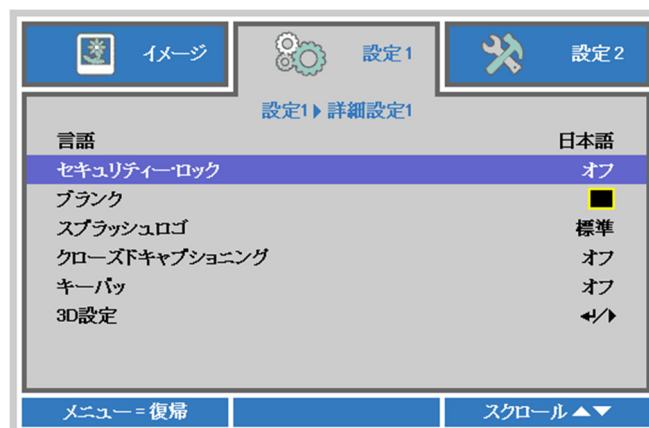 イメージ 設定1 設定2
設定1▶詳細設定1
言語 日本語
セキュリティー・ロック オフ
ブランク
スプラッシュロゴ 標準
クローズドキャプショニング オフ
キーパッ オフ
3D設定 ↵/▶
メニュー=復帰 スクロール▲▼